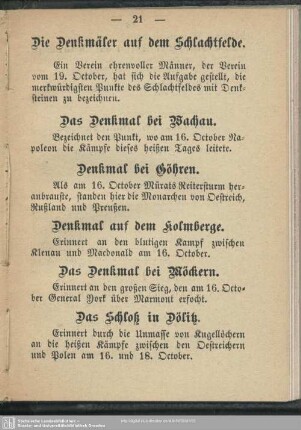 — 21 —
Die Denkmäler auf dem Schlachtfelde.
Ein Verein ehrenvoller Männer, der Verein
vom 19. October, hat sich die Aufgabe gestellt, die
merkwürdigsten Punkte des Schlachtfeldes mit Denk-
steinen zu bezeichnen.
Das Denkmal bei Wachau.
Bezeichnet den Punkt, wo am 16. October Na-
poleon die Kämpfe dieses heißen Tages leitete.
Denkmal bei Göhren.
Als am 16. October Mürats Reitersturm her-
anbrauste, standen hier die Monarchen von Oestreich,
Rußland und Preußen.
Denkmal auf dem Kolmberge.
Erinnert an den blutigen Kampf zwischen
Klenau und Macdonald am 16. October.
Das Denkmal bei Möckern.
Erinnert an den großen Sieg, den am 16. Octo-
ber General York über Marmont erfocht.
Das Schloß in Dölitz.
Erinnert durch die Unmasse von Kugellöchern
an die heißen Kämpfe zwischen den Oestreichern
und Polen am 16. und 18. October.